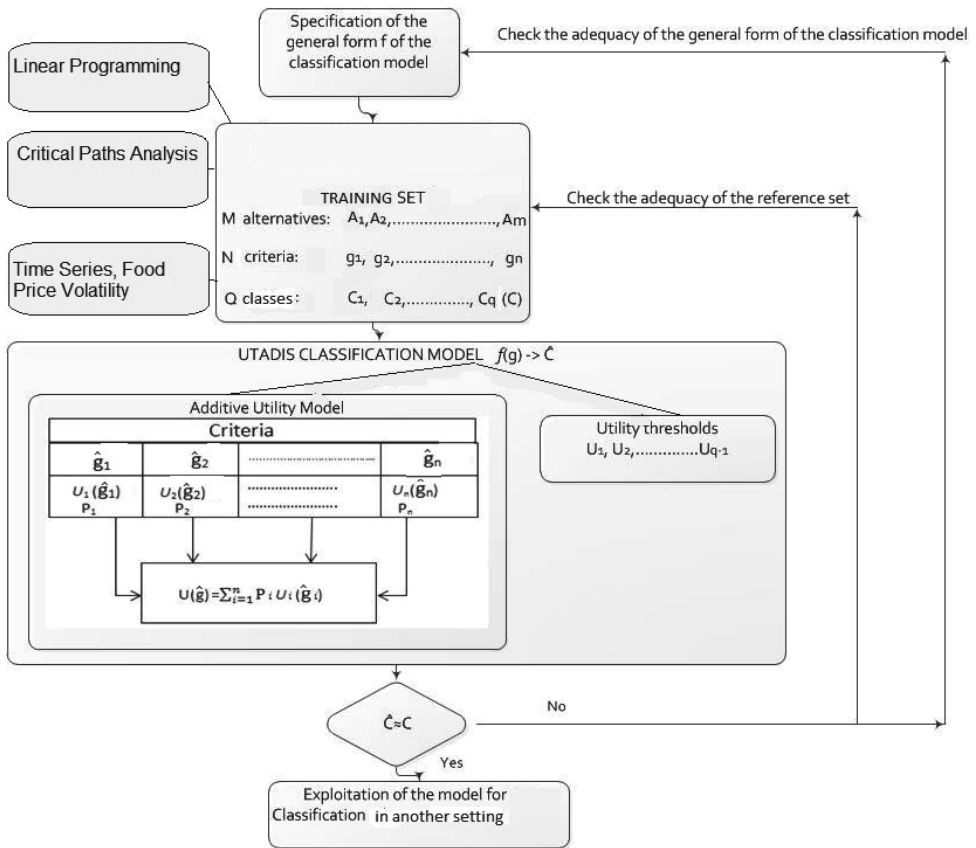 Specification of the
general form f of the
classification model
Check the adequacy of the general form of the classification model
Linear Programming
Critical Paths Analysis
Time Series, Food
Price Volatility
TRAINING SET
M alternatives: A1,A2,........................, Am
N criteria: g1, g2,....................., gn
Q classes: C1, C2,.............., Cq (C)
Check the adequacy of the reference set
UTADIS CLASSIFICATION MODEL f(g) -> Ĉ
Additive Utility Model
Criteria
ĝ1 ĝ2 ........................................ ĝn
U1(ĝ1) U2(ĝ2) ........................ Un(ĝn)
P1 P2 ........................ Pn
U(ĝ)=∑ⁿᵢ₌₁ Pi Ui(ĝi)
Utility thresholds
U1, U2,..............Uq-1
Ĉ≈C
No
Yes
Exploitation of the model for
Classification in another setting